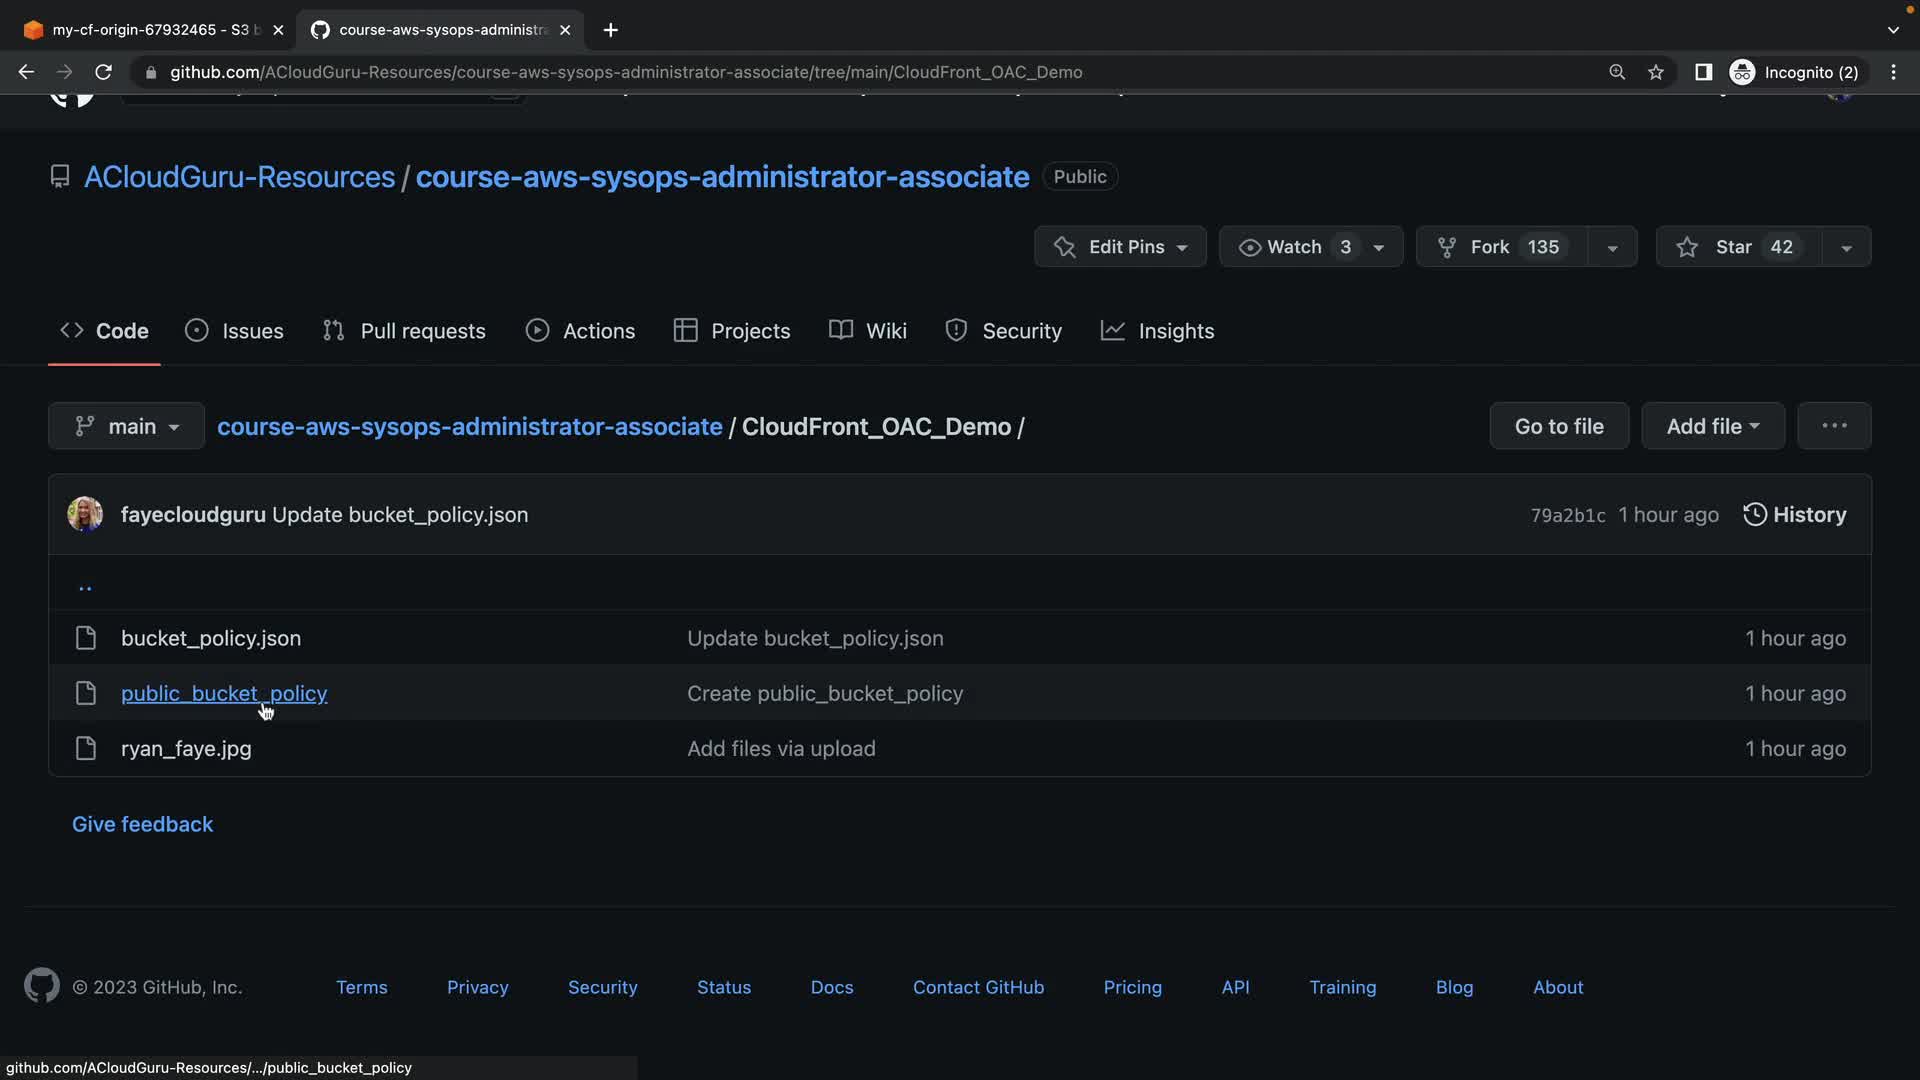 my-cf-origin-67932465 - S3 b
course-aws-sysops-administra
github.com/ACloudGuru-Resources/course-aws-sysops-administrator-associate/tree/main/CloudFront_OAC_Demo
Incognito (2)
ACloudGuru-Resources / course-aws-sysops-administrator-associate Public
Edit Pins Watch 3 Fork 135 Star 42
Code Issues Pull requests Actions Projects Wiki Security Insights
main course-aws-sysops-administrator-associate / CloudFront_OAC_Demo / Go to file Add file ...
fayecloudguru Update bucket_policy.json 79a2b1c 1 hour ago History
..
bucket_policy.json Update bucket_policy.json 1 hour ago
public_bucket_policy Create public_bucket_policy 1 hour ago
ryan_faye.jpg Add files via upload 1 hour ago
Give feedback
© 2023 GitHub, Inc. Terms Privacy Security Status Docs Contact GitHub Pricing API Training Blog About
github.com/ACloudGuru-Resources/.../public_bucket_policy